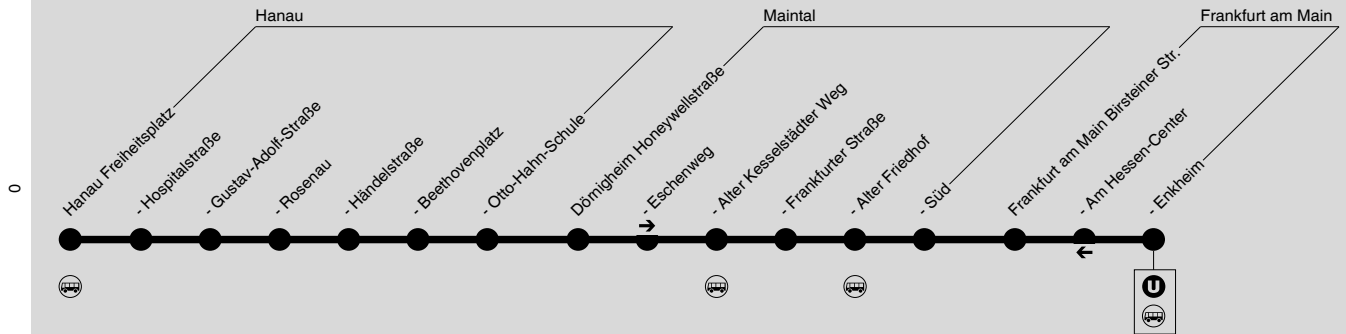 Hanau
Maintal
Frankfurt am Main
Hanau Freiheitsplatz
- Hospitalstraße
- Gustav-Adolf-Straße
- Rosenau
- Händelstraße
- Beethovenplatz
- Otto-Hahn-Schule
Dörnigheim Honeywellstraße
- Eschenweg
- Alter Kesselstädter Weg
- Frankfurter Straße
- Alter Friedhof
- Süd
Frankfurt am Main Birsteiner Str.
- Am Hessen-Center
- Enkheim
0
U